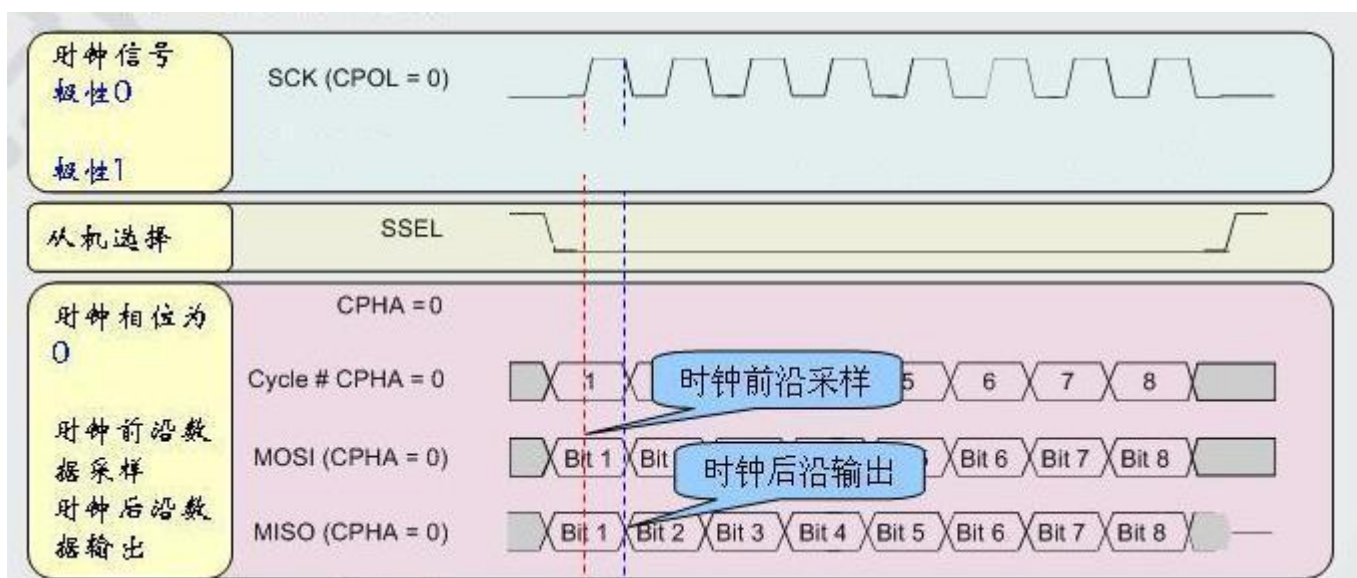 时钟信号
极性0
SCK (CPOL = 0)
极性1
从机选择
SSEL
时钟相位为
0
CPHA = 0
Cycle # CPHA = 0
1
时钟前沿采样
5
6
7
8
时钟前沿数
据采样
MOSI (CPHA = 0)
Bit 1
Bit
时钟后沿输出
Bit 6
Bit 7
Bit 8
时钟后沿数
据输出
MISO (CPHA = 0)
Bit 1
Bit 2
Bit 3
Bit 4
Bit 5
Bit 6
Bit 7
Bit 8